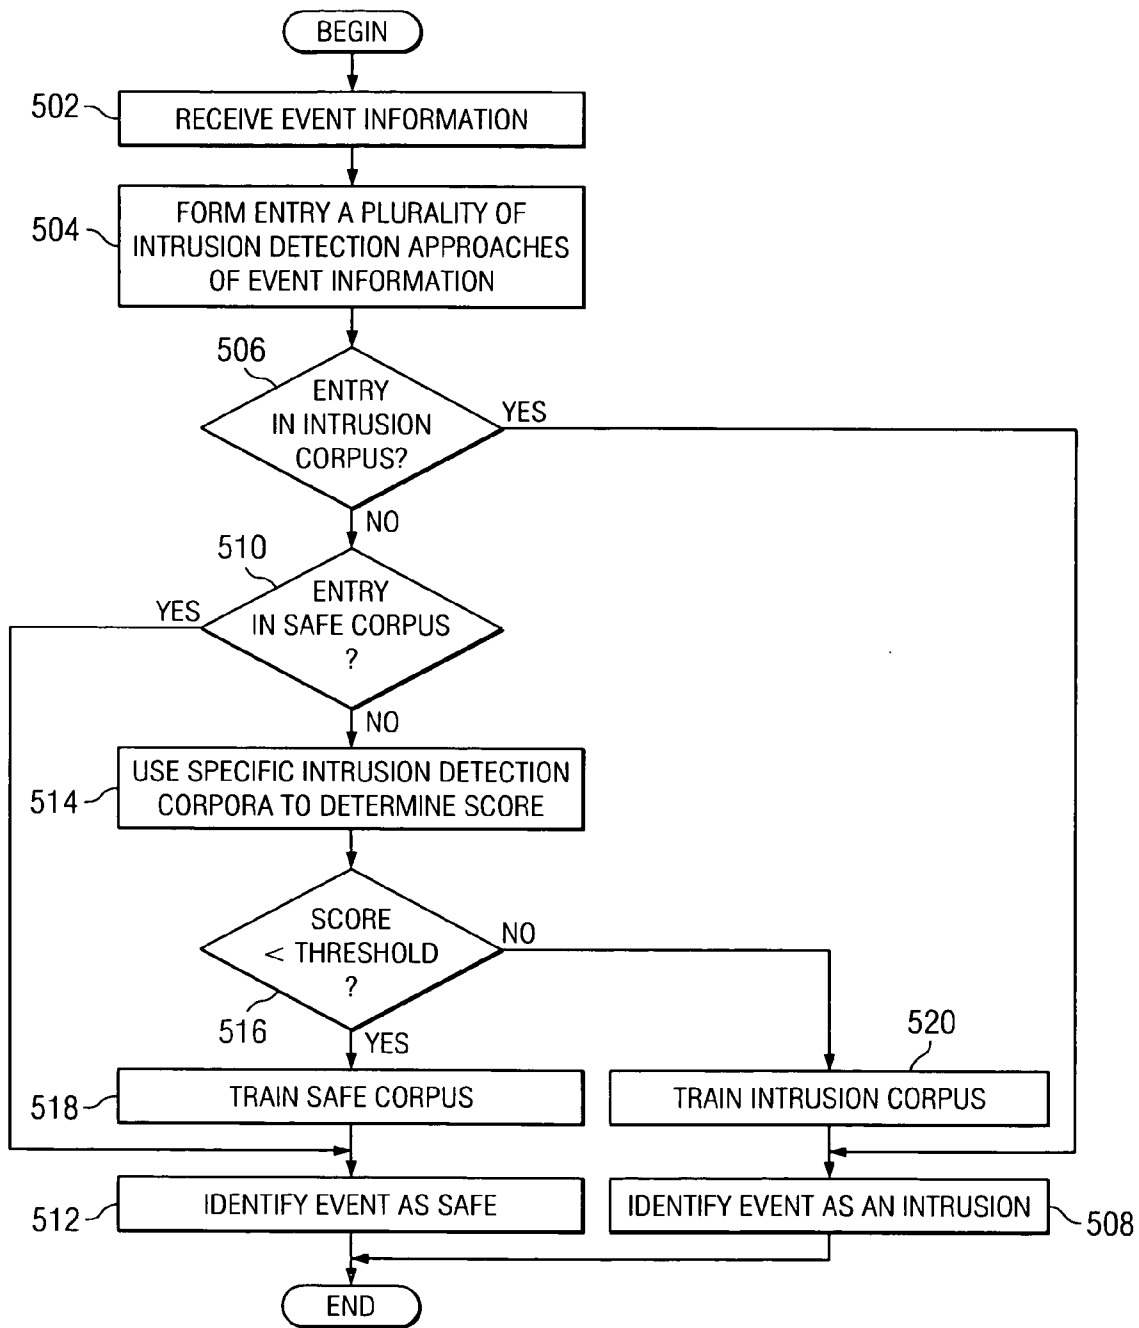 BEGIN
502
RECEIVE EVENT INFORMATION
504
FORM ENTRY A PLURALITY OF
INTRUSION DETECTION APPROACHES
OF EVENT INFORMATION
506
ENTRY
IN INTRUSION
CORPUS?
YES
NO
510
ENTRY
IN SAFE CORPUS
?
YES
NO
514
USE SPECIFIC INTRUSION DETECTION
CORPORA TO DETERMINE SCORE
SCORE
< THRESHOLD
?
NO
516
YES
520
518
TRAIN SAFE CORPUS
TRAIN INTRUSION CORPUS
512
IDENTIFY EVENT AS SAFE
IDENTIFY EVENT AS AN INTRUSION
508
END